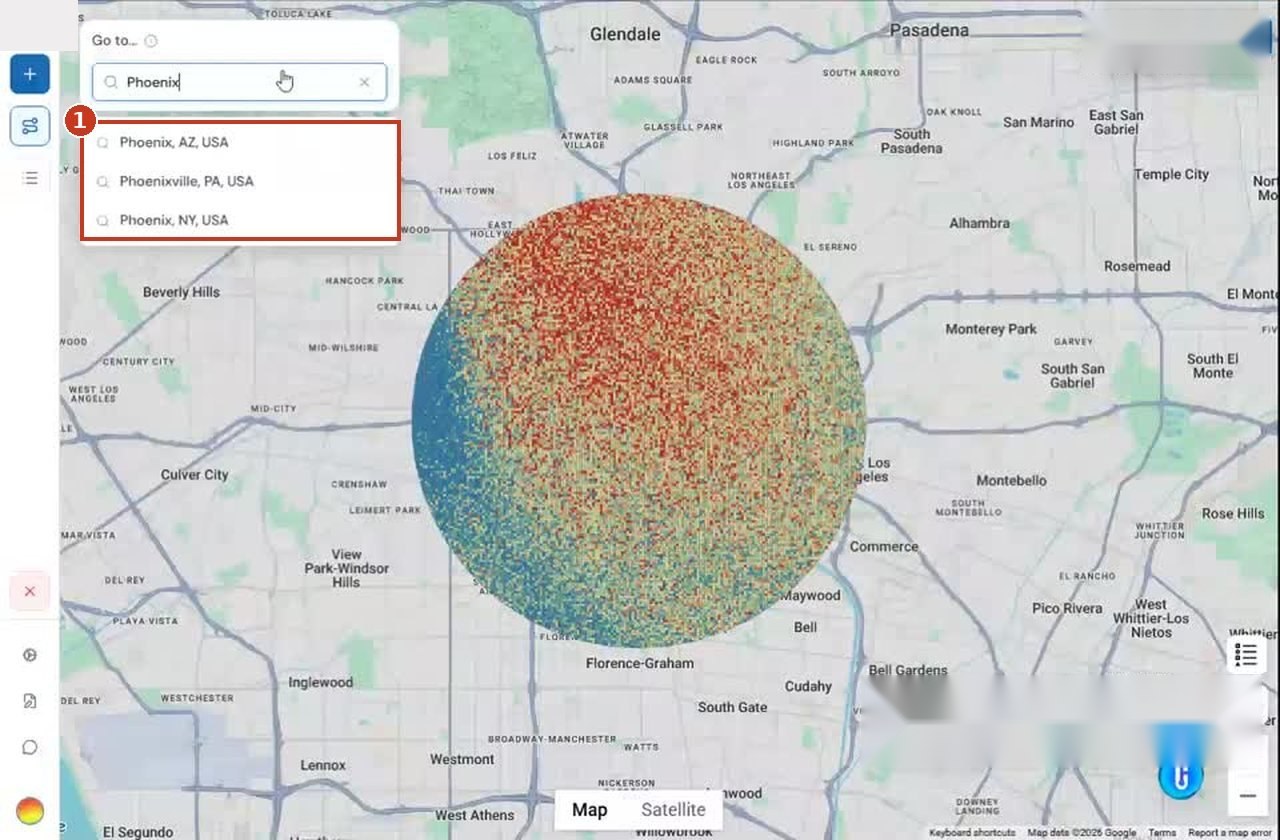 TOLUCA LAKE
Go to...
Phoenix
1
Phoenix, AZ, USA
Phoenixville, PA, USA
Phoenix, NY, USA
Glendale
Pasadena
EAGLE ROCK
ADAMS SQUARE
SOUTH ARROYO
OAK KNOLL
San Marino
East San
Gabriel
ATWATER
VILLAGE
GLASSELL PARK
HIGHLAND PARK
South
Pasadena
LOS FELIZ
THAI TOWN
NORTHEAST
LOS ANGELES
Temple City
Alhambra
EAST
EL SERENO
Rosemead
HANCOCK PARK
Beverly Hills
CENTRAL LA
El Monte
WOOD
MID-WILSHIRE
CENTURY CITY
Monterey Park
GARVEY
South El
Monte
South San
Gabriel
WEST LOS
ANGELES
MID-CITY
Culver City
CRENSHAW
LEIMERT PARK
Los
geles
Montebello
SOUTH
MONTEBELLO
Rose Hills
MAR VISTA
View
Park-Windsor
Hills
Commerce
WHITTIER
JUNCTION
DEL REY
EL RANCHO
PLAYA VISTA
Maywood
Pico Rivera
West
Whittier-Los
Nietos
Bell
Whittier
Florence-Graham
Bell Gardens
Inglewood
DEL REY
WESTCHESTER
Cudahy
South Gate
BROADWAY-MANCHESTER
WATTS
Westmont
Lennox
NICKERSON
West Athens
Map
Satellite
Willowbrook
DOWNEY
LANDING
El Segundo
Keyboard shortcuts
Map data ©2025 Google
Terms
Report a map error